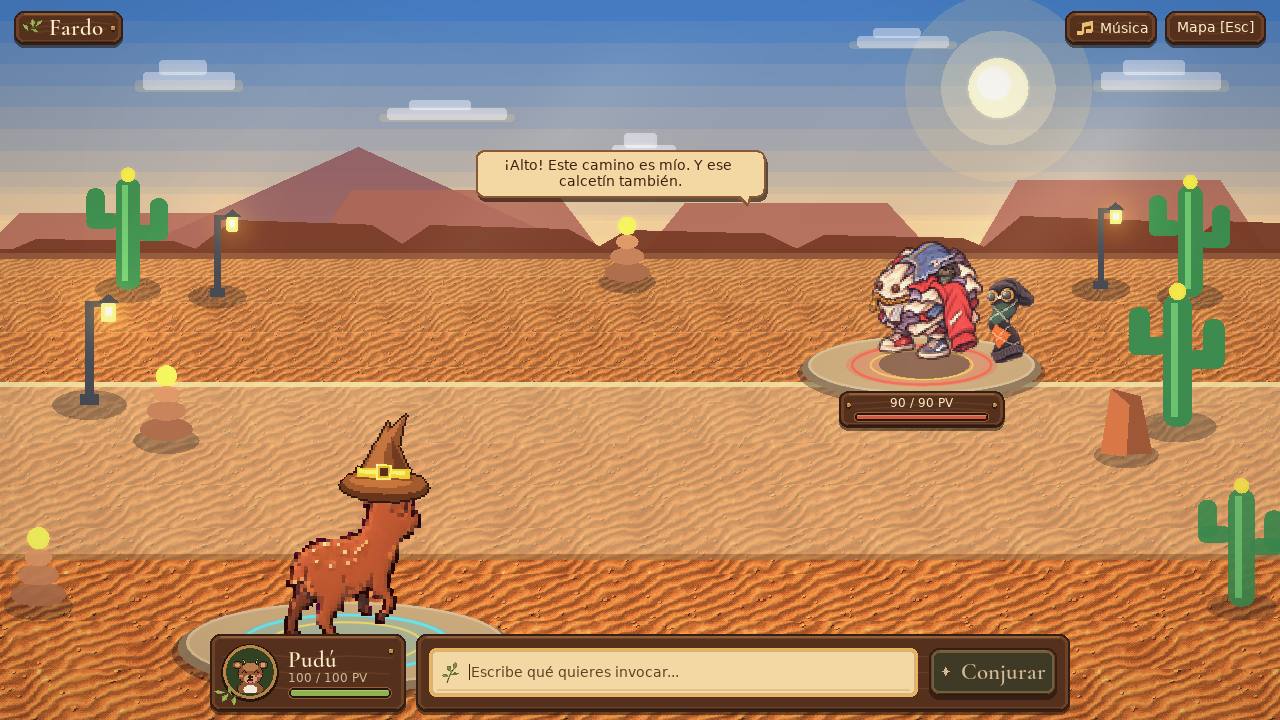 Fardo
Música
Mapa [Esc]
¡Alto! Este camino es mío. Y ese
calcetín también.
90 / 90 PV
Pudú
100 / 100 PV
Escribe qué quieres invocar...
Conjurar